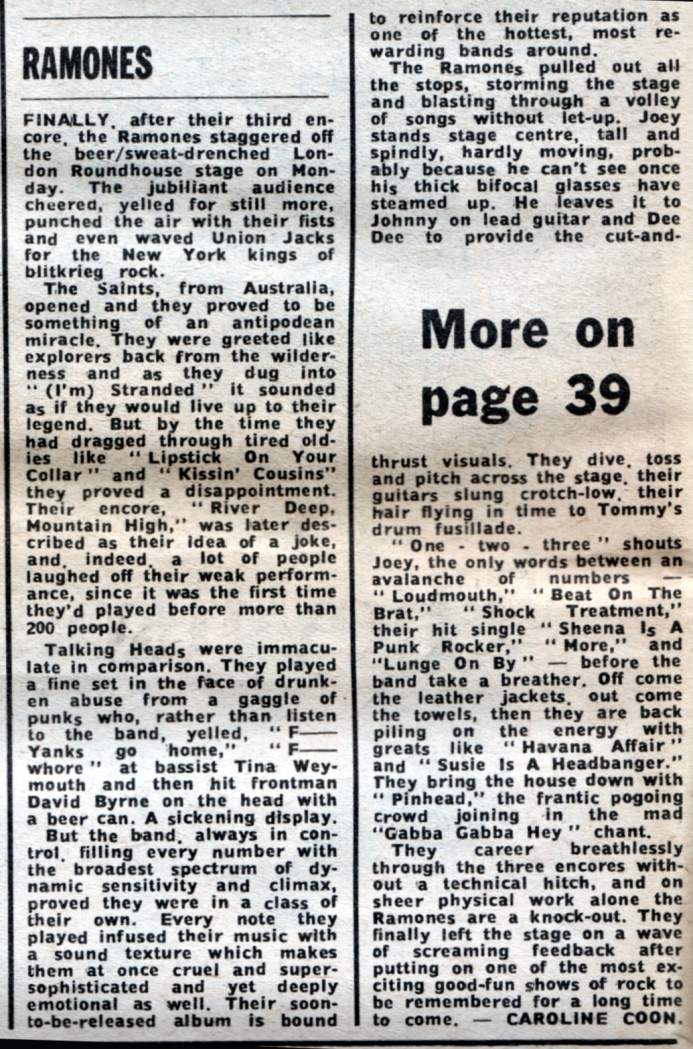 RAMONES
FINALLY, after their third en-
core, the Ramones staggered off
the beer/sweat-drenched Lon-
don Roundhouse stage on Mon-
day. The jubiliant audience
cheered, yelled for still more,
punched the air with their fists
and even waved Union Jacks
for the New York kings of
blitkrieg rock.
The Saints, from Australia,
opened and they proved to be
something of an antipodean
miracle. They were greeted like
explorers back from the wilder-
ness and as they dug into
" (I'm) Stranded " it sounded
as if they would live up to their
legend. But by the time they
had dragged through tired old-
ies like " Lipstick On Your
Collar " and " Kissin' Cousins"
they proved a disappointment.
Their encore, " River Deep,
Mountain High," was later des-
cribed as their idea of a joke,
and, indeed, a lot of people
laughed off their weak perform-
ance, since it was the first time
they'd played before more than
200 people.
Talking Heads were immacu-
late in comparison. They played
a fine set in the face of drunk-
en abuse from a gaggle of
punks who, rather than listen
to the band, yelled, " F——
Yanks go home," " F——
whore " at bassist Tina Wey-
mouth and then hit frontman
David Byrne on the head with
a beer can. A sickening display.
But the band, always in con-
trol, filling every number with
the broadest spectrum of dy-
namic sensitivity and climax,
proved they were in a class of
their own. Every note they
played infused their music with
a sound texture which makes
them at once cruel and super-
sophisticated and yet deeply
emotional as well. Their soon-
to-be-released album is bound
to reinforce their reputation as
one of the hottest, most re-
warding bands around.
The Ramones pulled out all
the stops, storming the stage
and blasting through a volley
of songs without let-up. Joey
stands stage centre, tall and
spindly, hardly moving, prob-
ably because he can't see once
his thick bifocal glasses have
steamed up. He leaves it to
Johnny on lead guitar and Dee
Dee to provide the cut-and-
More on
page 39
thrust visuals. They dive, toss
and pitch across the stage, their
guitars slung crotch-low, their
hair flying in time to Tommy's
drum fusillade.
" One - two - three " shouts
Joey, the only words between an
avalanche of numbers —
" Loudmouth," " Beat On The
Brat," " Shock Treatment,"
their hit single " Sheena Is A
Punk Rocker," " More," and
"Lunge On By " — before the
band take a breather. Off come
the leather jackets, out come
the towels, then they are back
piling on the energy with
greats like " Havana Affair "
and " Susie Is A Headbanger."
They bring the house down with
" Pinhead," the frantic pogoing
crowd joining in the mad
"Gabba Gabba Hey " chant.
They career breathlessly
through the three encores with-
out a technical hitch, and on
sheer physical work alone the
Ramones are a knock-out. They
finally left the stage on a wave
of screaming feedback after
putting on one of the most ex-
citing good-fun shows of rock to
be remembered for a long time
to come. — CAROLINE COON.